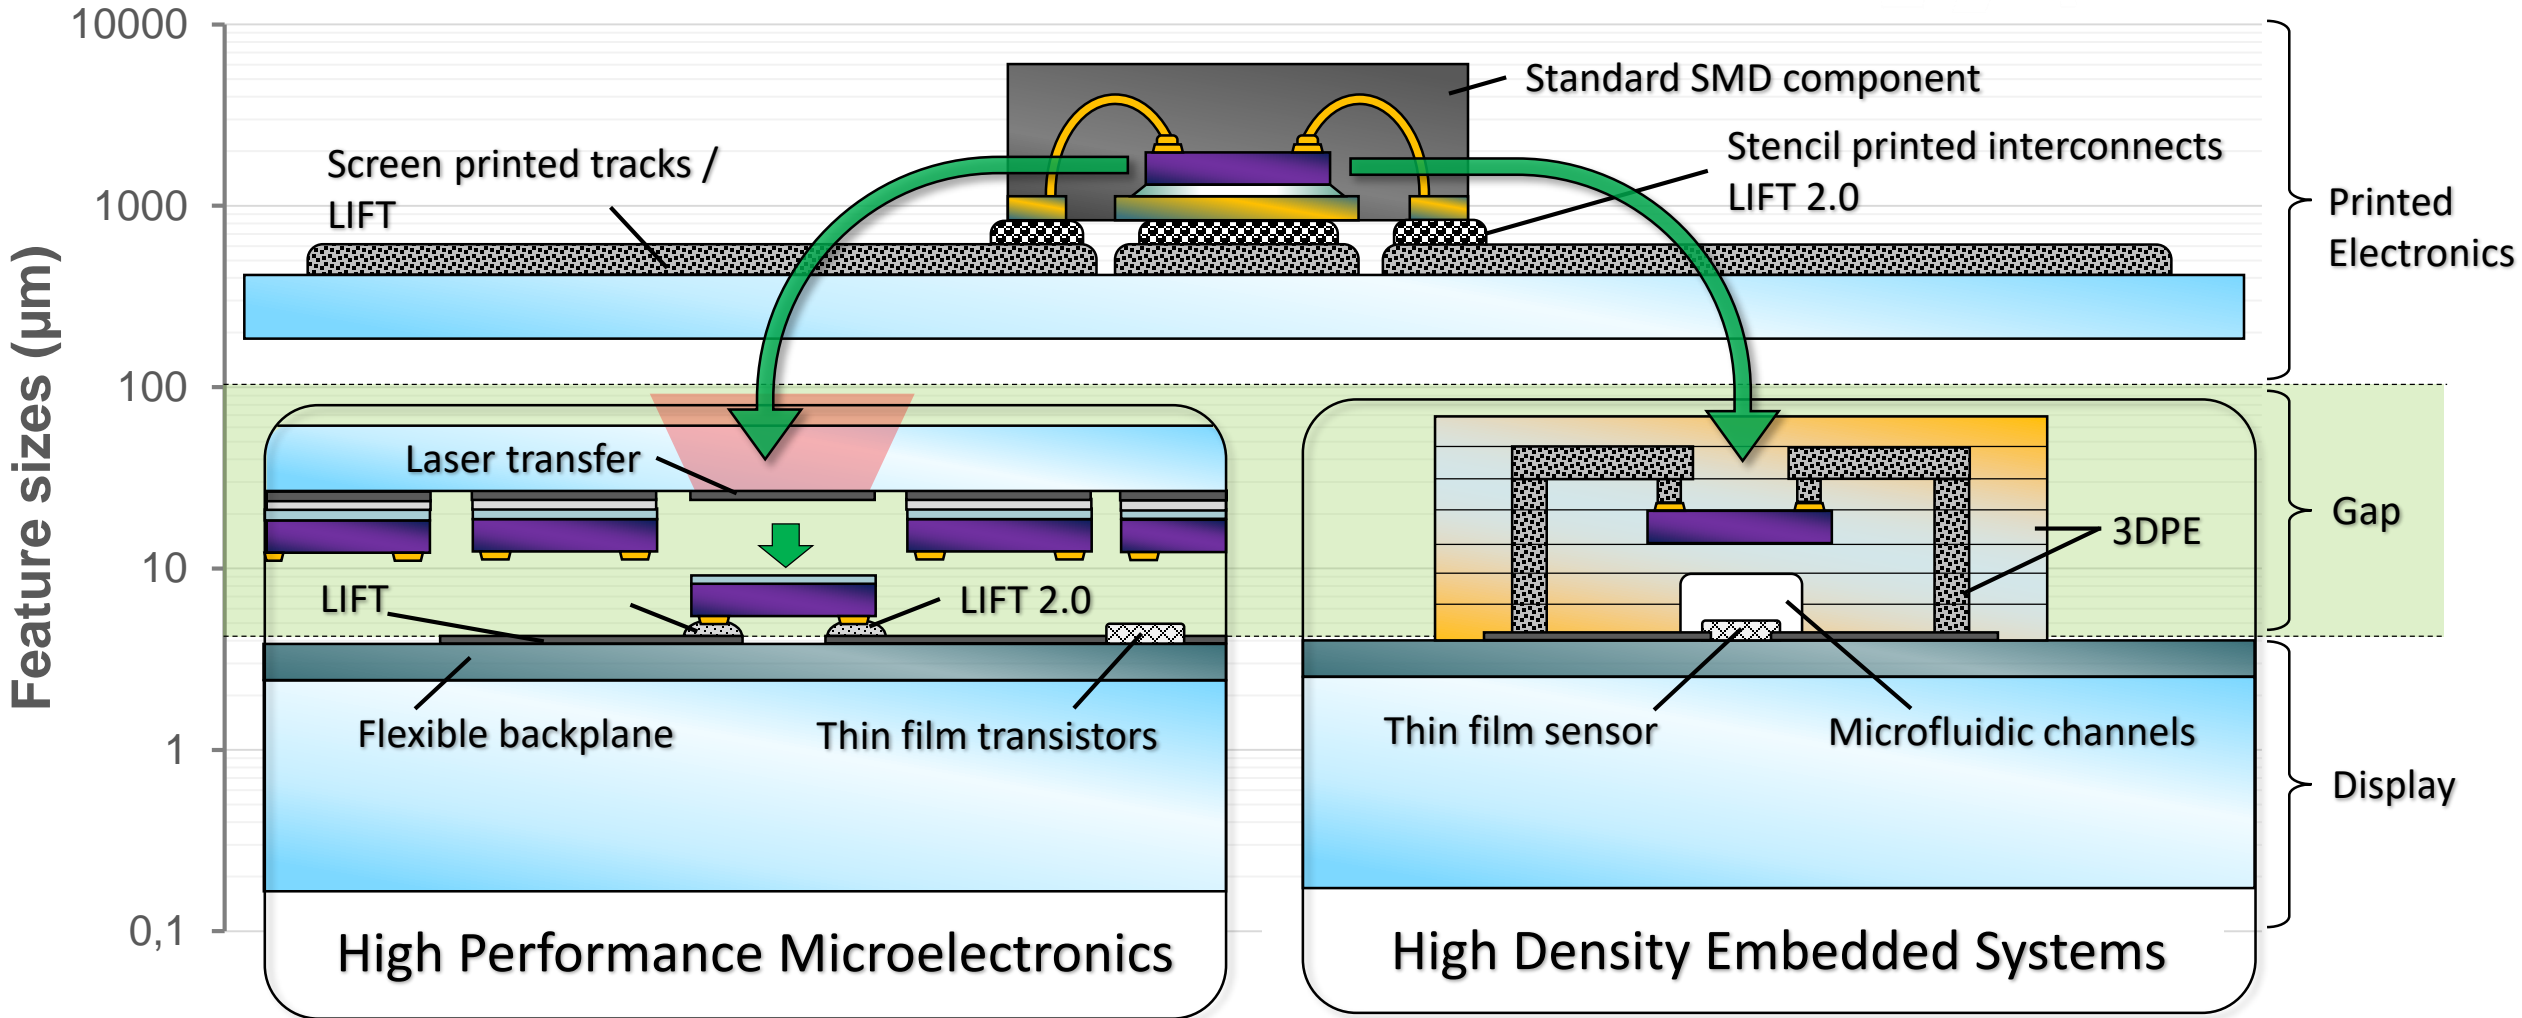 10000
Standard SMD component
Stencil printed interconnects
LIFT 2.0
Screen printed tracks /
LIFT
1000
Printed
Electronics
Feature sizes (µm)
100
Laser transfer
Gap
3DPE
10
LIFT
LIFT 2.0
Flexible backplane
Thin film transistors
Thin film sensor
Microfluidic channels
1
Display
0,1
High Performance Microelectronics
High Density Embedded Systems